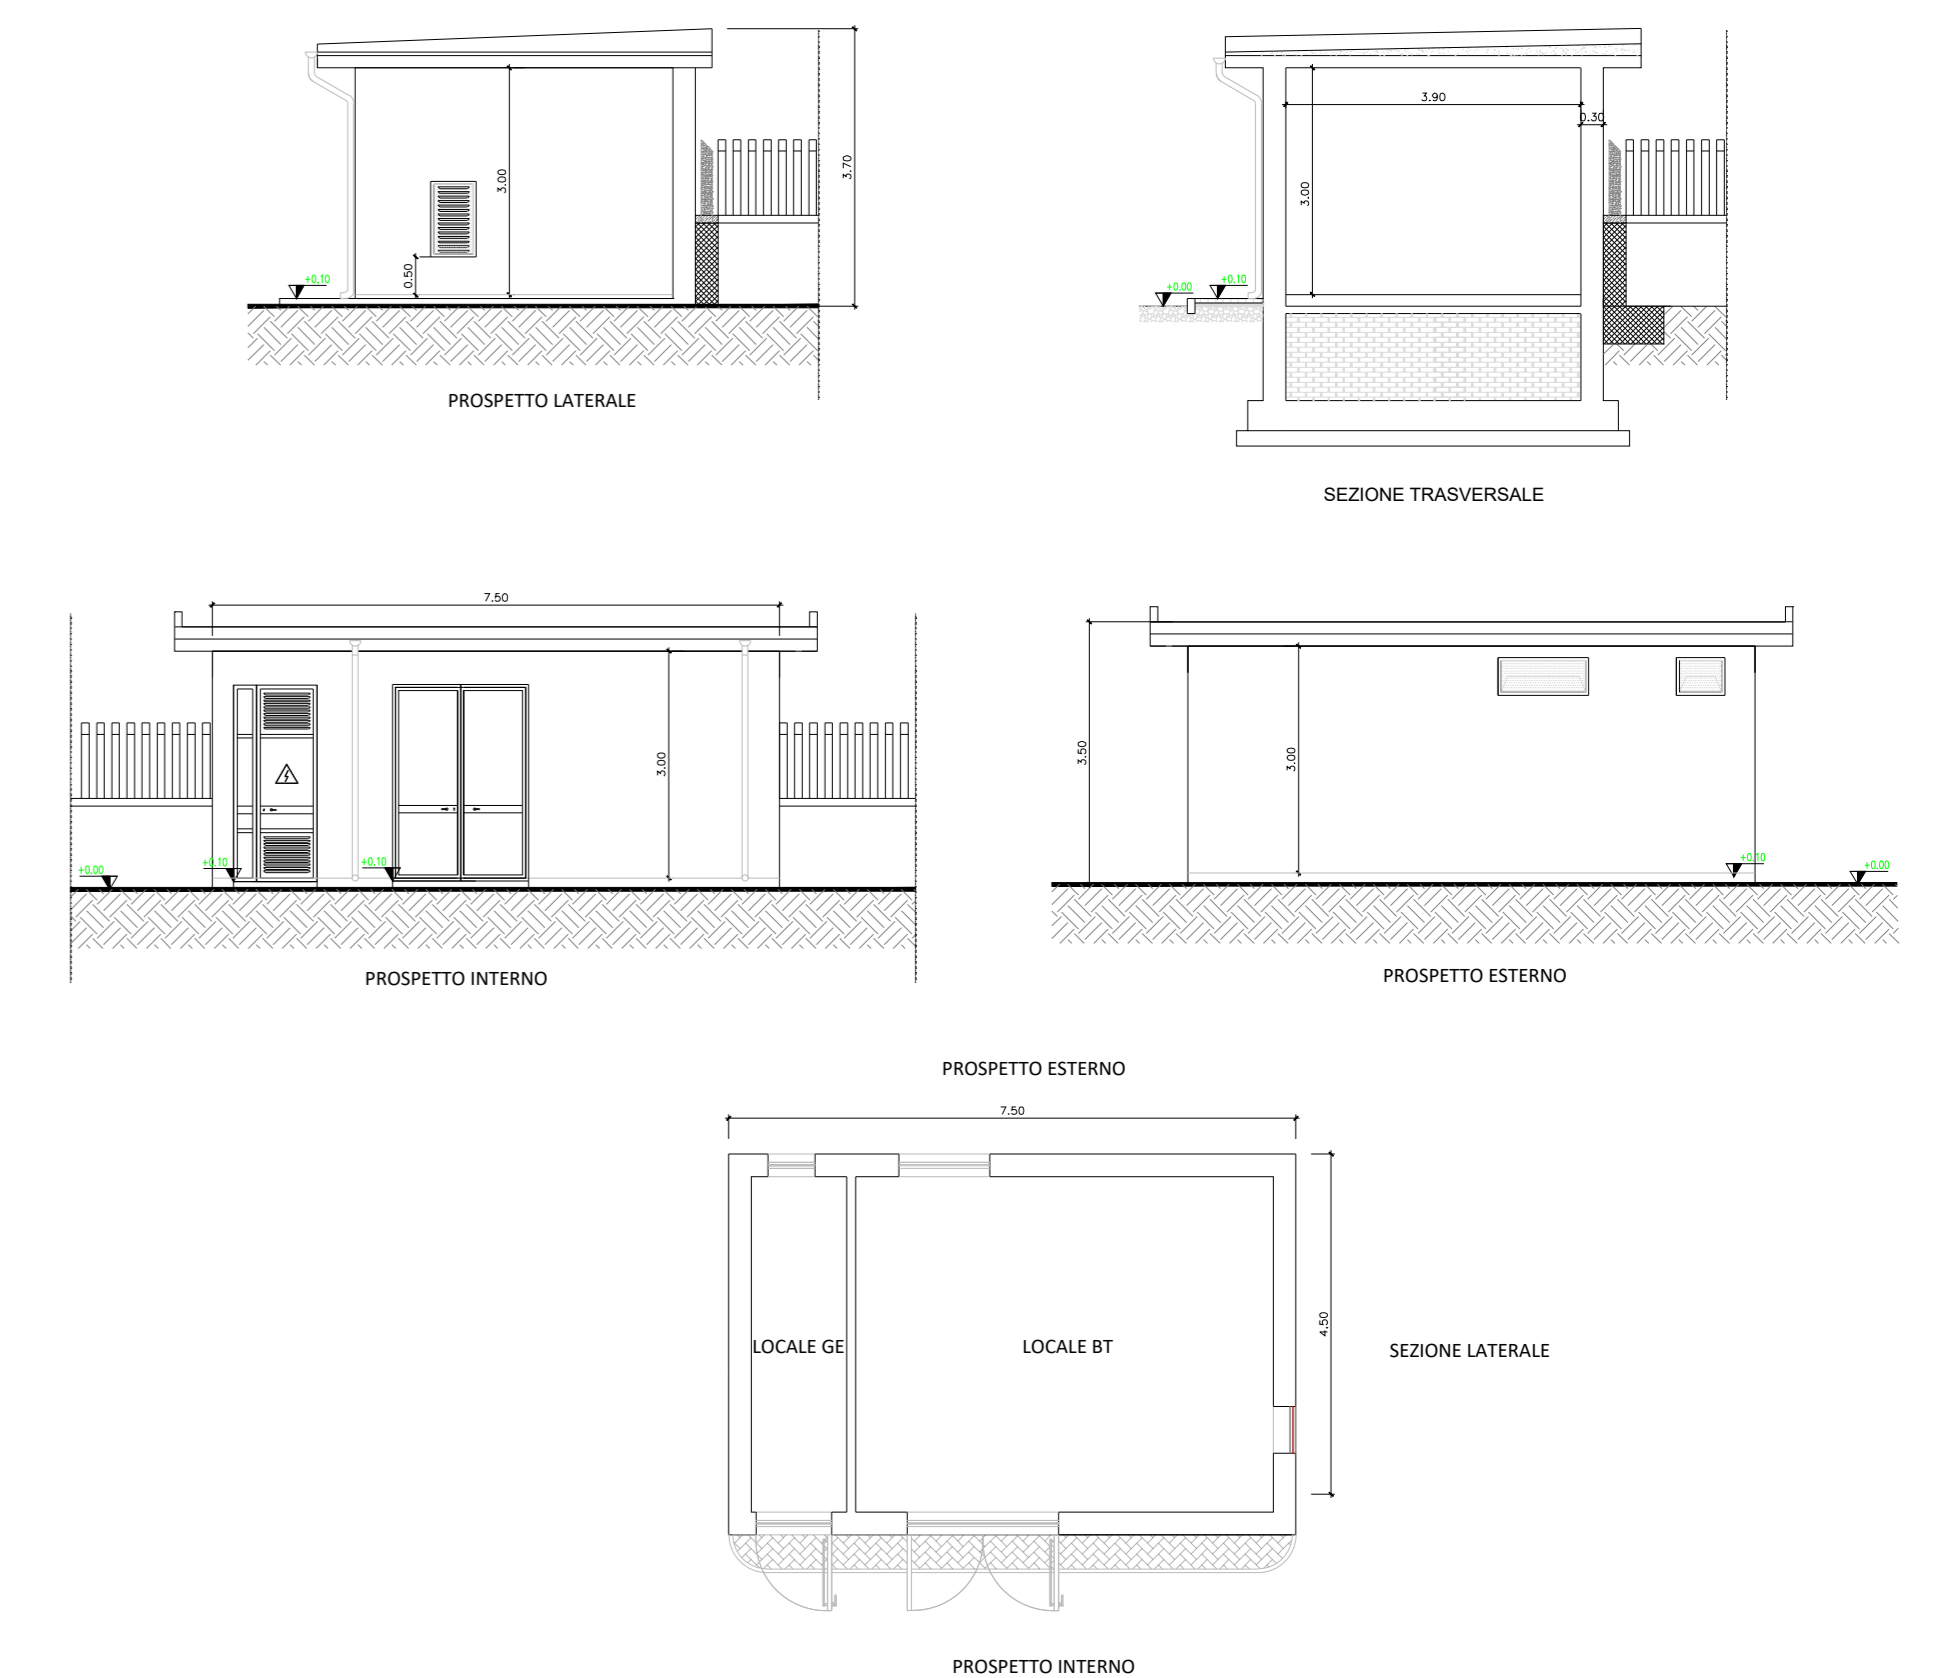 3.00
0.50
+0.10
3.70
PROSPETTO LATERALE
3.90
0.30
3.00
+0.00
+0.10
SEZIONE TRASVERSALE
7.50
3.00
+0.00
+0.10
+0.10
PROSPETTO INTERNO
3.50
3.00
+0.10
+0.00
PROSPETTO ESTERNO
PROSPETTO ESTERNO
7.50
4.50
LOCALE GE
LOCALE BT
SEZIONE LATERALE
PROSPETTO INTERNO